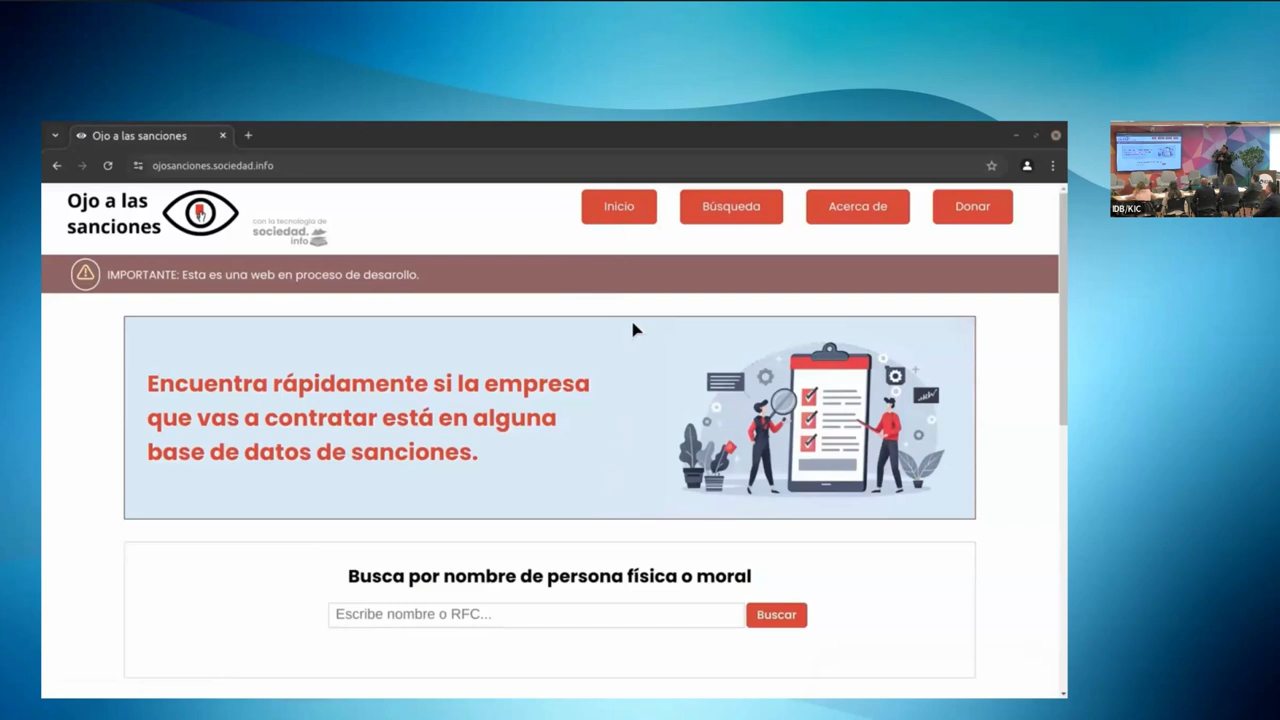 Ojo a las sanciones
ojosanciones.sociedad.info
Ojo a las
sanciones
con la tecnología de
sociedad.
info
Inicio
Búsqueda
Acerca de
Donar
IMPORTANTE: Esta es una web en proceso de desarollo.
Encuentra rápidamente si la empresa
que vas a contratar está en alguna
base de datos de sanciones.
Busca por nombre de persona física o moral
Escribe nombre o RFC...
Buscar
IDB/KIC